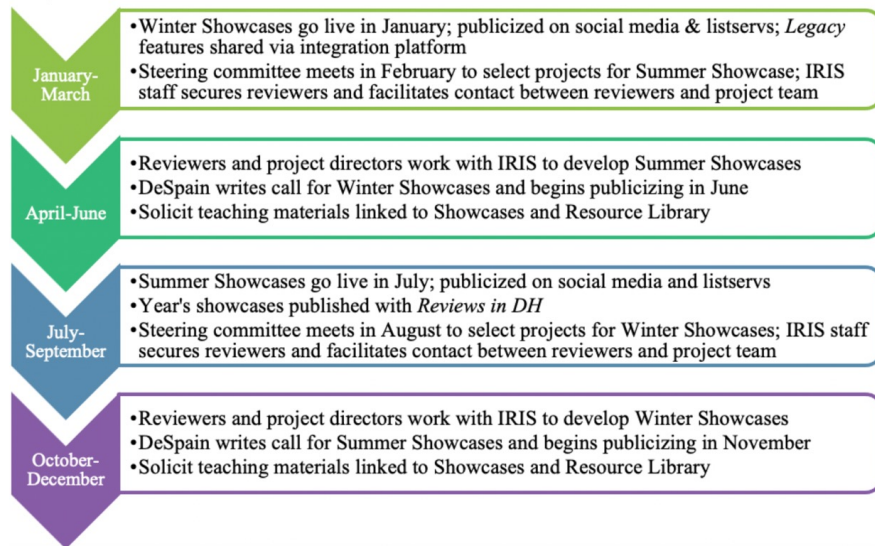 January-
March
•Winter Showcases go live in January; publicized on social media & listservs; Legacy
features shared via integration platform
•Steering committee meets in February to select projects for Summer Showcase; IRIS
staff secures reviewers and facilitates contact between reviewers and project team
April-June
•Reviewers and project directors work with IRIS to develop Summer Showcases
•DeSpain writes call for Winter Showcases and begins publicizing in June
•Solicit teaching materials linked to Showcases and Resource Library
July-
September
•Summer Showcases go live in July; publicized on social media and listservs
•Year's showcases published with Reviews in DH
•Steering committee meets in August to select projects for Winter Showcases; IRIS staff
secures reviewers and facilitates contact between reviewers and project team
October-
December
•Reviewers and project directors work with IRIS to develop Winter Showcases
•DeSpain writes call for Summer Showcases and begins publicizing in November
•Solicit teaching materials linked to Showcases and Resource Library